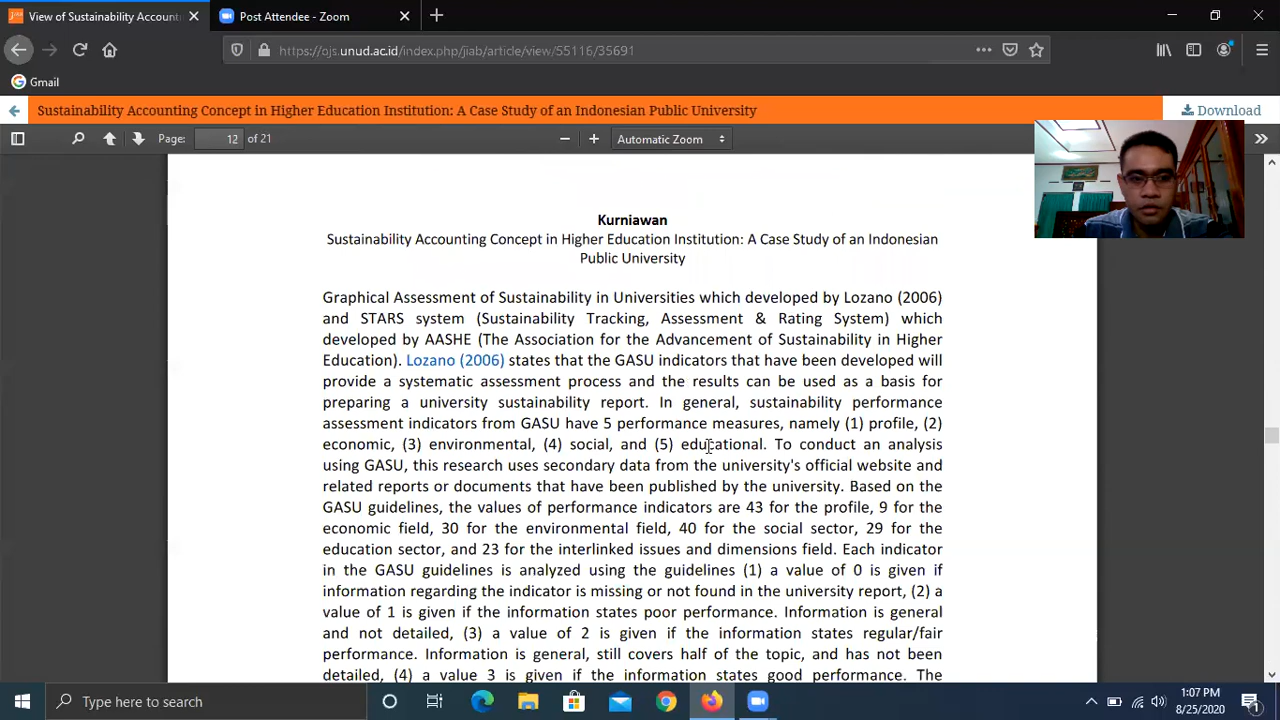 View of Sustainability Account
Post Attendee - Zoom
https://ojs.unud.ac.id/index.php/jiab/article/view/55116/35691
Gmail
Sustainability Accounting Concept in Higher Education Institution: A Case Study of an Indonesian Public University
Download
Page: 12 of 21
Automatic Zoom
Kurniawan
Sustainability Accounting Concept in Higher Education Institution: A Case Study of an Indonesian
Public University
Graphical Assessment of Sustainability in Universities which developed by Lozano (2006)
and STARS system (Sustainability Tracking, Assessment & Rating System) which
developed by AASHE (The Association for the Advancement of Sustainability in Higher
Education). Lozano (2006) states that the GASU indicators that have been developed will
provide a systematic assessment process and the results can be used as a basis for
preparing a university sustainability report. In general, sustainability performance
assessment indicators from GASU have 5 performance measures, namely (1) profile, (2)
economic, (3) environmental, (4) social, and (5) educational. To conduct an analysis
using GASU, this research uses secondary data from the university's official website and
related reports or documents that have been published by the university. Based on the
GASU guidelines, the values of performance indicators are 43 for the profile, 9 for the
economic field, 30 for the environmental field, 40 for the social sector, 29 for the
education sector, and 23 for the interlinked issues and dimensions field. Each indicator
in the GASU guidelines is analyzed using the guidelines (1) a value of 0 is given if
information regarding the indicator is missing or not found in the university report, (2) a
value of 1 is given if the information states poor performance. Information is general
and not detailed, (3) a value of 2 is given if the information states regular/fair
performance. Information is general, still covers half of the topic, and has not been
detailed, (4) a value 3 is given if the information states good performance. The
Type here to search
1:07 PM
8/25/2020
1